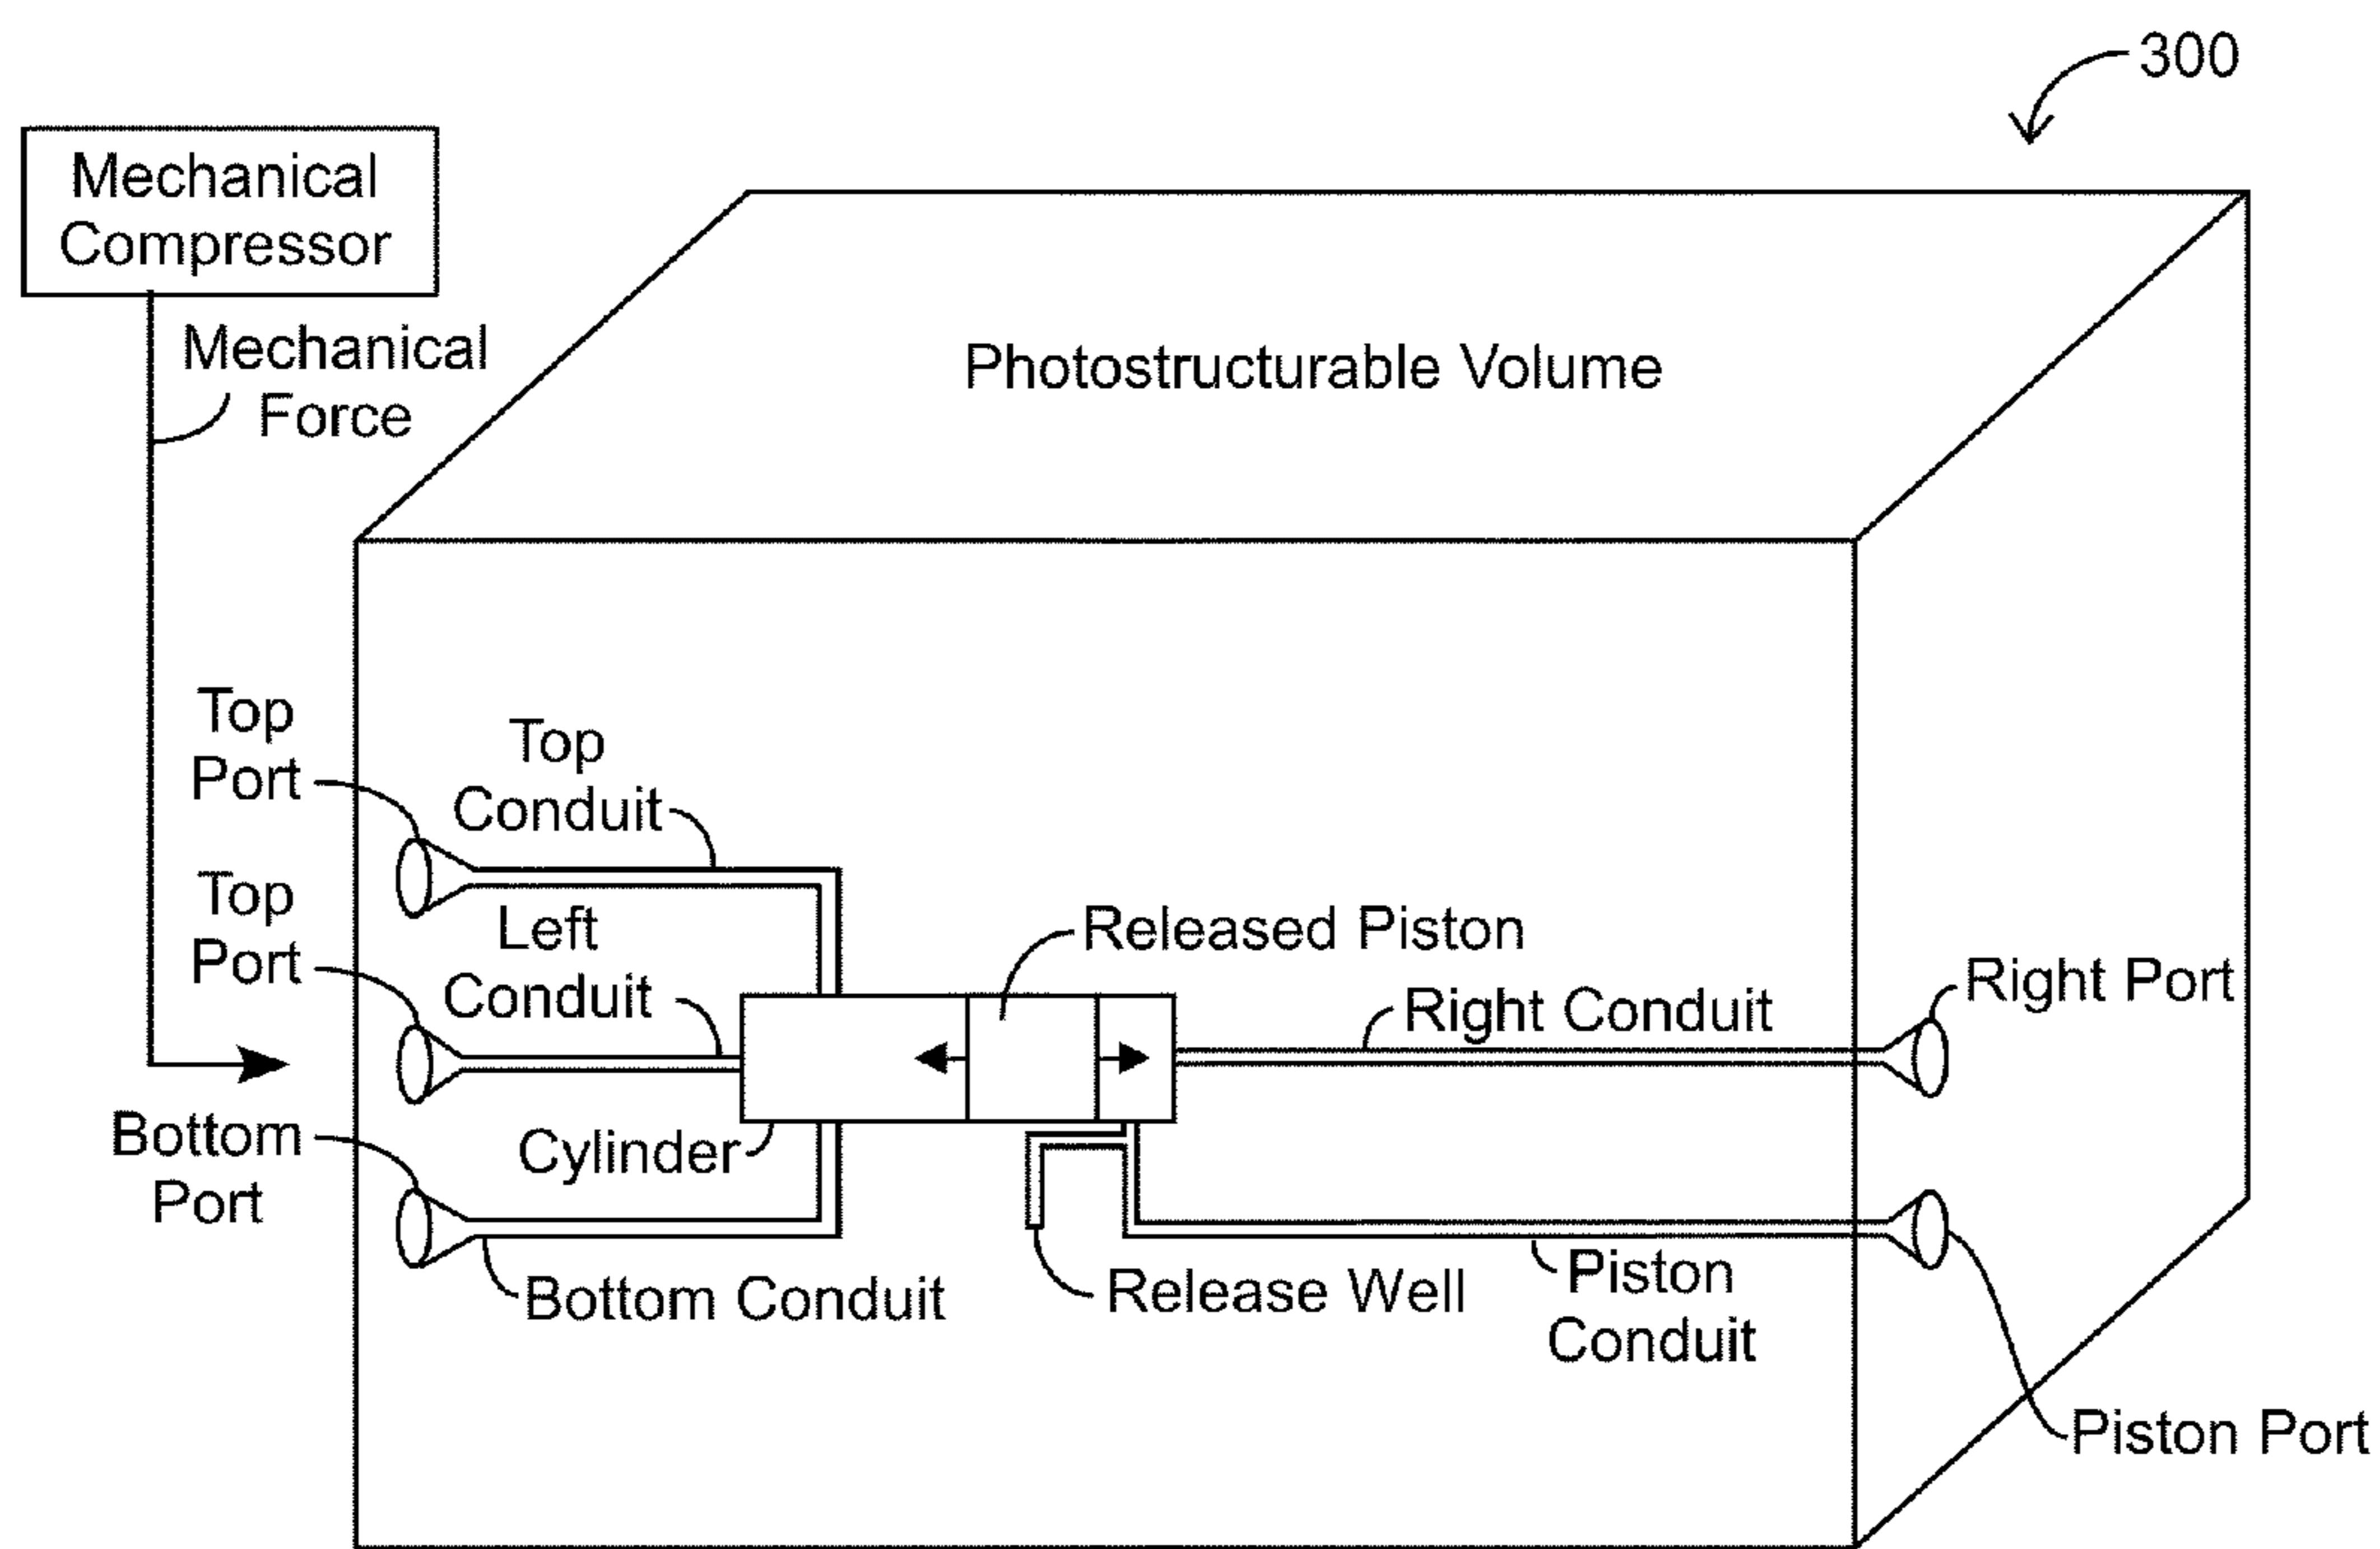 300
Mechanical
Compressor
Mechanical
Force
Photostructurable Volume
Top
Port
Top
Conduit
Top
Port
Left
Conduit
Released Piston
Right Conduit
Right Port
Bottom
Port
Cylinder
Bottom Conduit
Release Well
Piston
Conduit
Piston Port